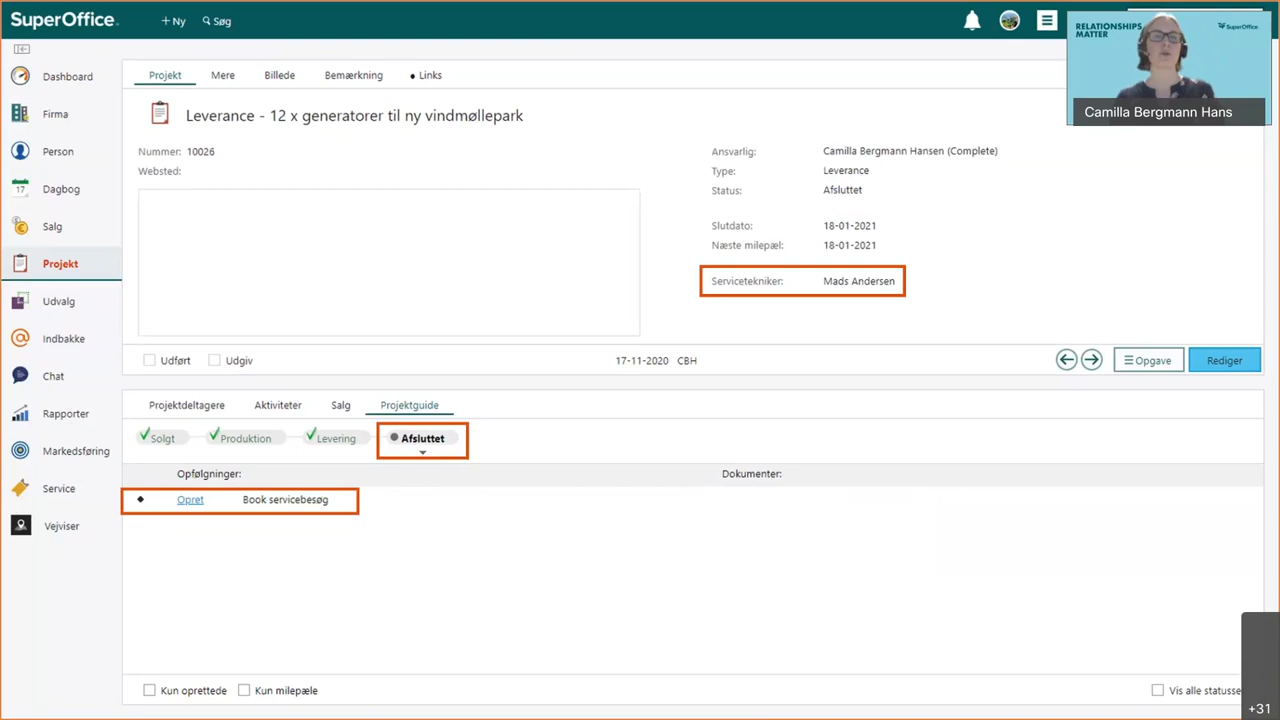 SuperOffice
+ Ny
Søg
RELATIONSHIPS
MATTER
SuperOffice
Camilla Bergmann Hans
Dashboard
Firma
Person
17
Dagbog
Salg
Projekt
Udvalg
Indbakke
Chat
Rapporter
Markedsføring
Service
Vejviser
Projekt Mere Billede Bemærkning Links
Leverance - 12 x generatorer til ny vindmøllepark
Nummer: 10026
Websted:
Ansvarlig: Camilla Bergmann Hansen (Complete)
Type: Leverance
Status: Afsluttet
Slutdato: 18-01-2021
Næste milepæl: 18-01-2021
Servicetekniker: Mads Andersen
Udført Udgiv 17-11-2020 CBH Opgave Rediger
Projektdeltagere Aktiviteter Salg Projektguide
Solgt Produktion Levering Afsluttet
Opfølgninger: Dokumenter:
Opret Book servicebesøg
Kun oprettede Kun milepæle Vis alle statusse
+31